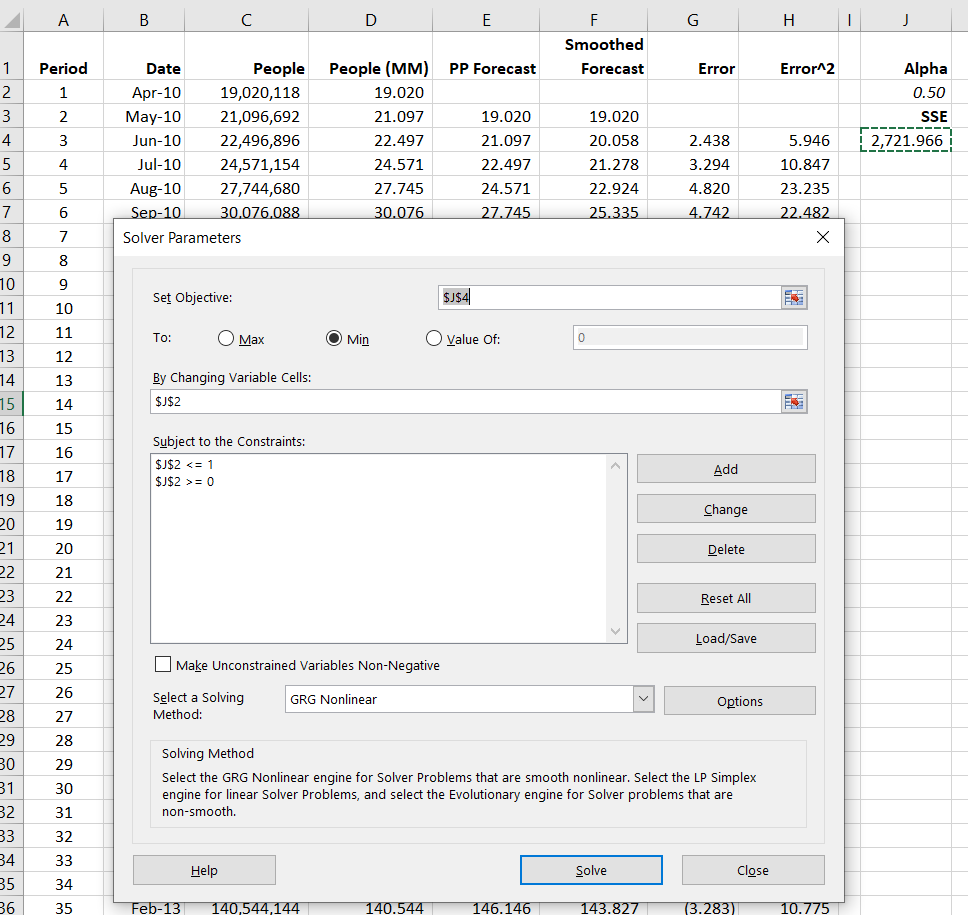 A B C D E F G H I J
Smoothed
1 Period Date People People (MM) PP Forecast Forecast Error Error^2 Alpha
2 1 Apr-10 19,020,118 19.020 0.50
3 2 May-10 21,096,692 21.097 19.020 19.020 SSE
4 3 Jun-10 22,496,896 22.497 21.097 20.058 2.438 5.946 2,721.966
5 4 Jul-10 24,571,154 24.571 22.497 21.278 3.294 10.847
6 5 Aug-10 27,744,680 27.745 24.571 22.924 4.820 23.235
7 6 Sep-10 30,076,088 30.076 27.745 25.335 4.742 22.482
8 7
9 8
10 9
11 10
12 11
13 12
14 13
15 14
16 15
17 16
18 17
19 18
20 19
21 20
22 21
23 22
24 23
25 24
26 25
27 26
28 27
29 28
30 29
31 30
32 31
33 32
34 33
35 34
36 35 Feb-13 140,544,144 140.544 146.146 143.827 (3.283) 10.775
Solver Parameters
Set Objective: $J$4
To: Max Min Value Of: 0
By Changing Variable Cells:
$J$2
Subject to the Constraints:
$J$2 <= 1
$J$2 >= 0
Add
Change
Delete
Reset All
Load/Save
Make Unconstrained Variables Non-Negative
Select a Solving
Method:
GRG Nonlinear
Options
Solving Method
Select the GRG Nonlinear engine for Solver Problems that are smooth nonlinear. Select the LP Simplex
engine for linear Solver Problems, and select the Evolutionary engine for Solver problems that are
non-smooth.
Help Solve Close